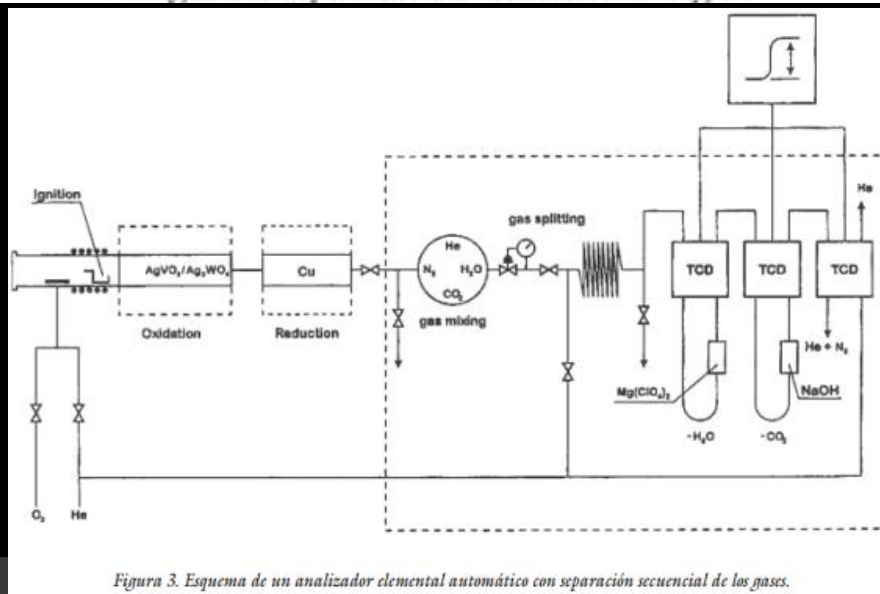 Ignition
AgVO₃/Ag₂WO₄
Oxidation
Cu
Reduction
He
N₂
H₂O
CO₂
gas mixing
gas splitting
TCD
TCD
TCD
He
He + N₂
Mg(ClO₄)₂
NaOH
-H₂O
-CO₂
O₂
He
Figura 3. Esquema de un analizador elemental automático con separación secuencial de los gases.